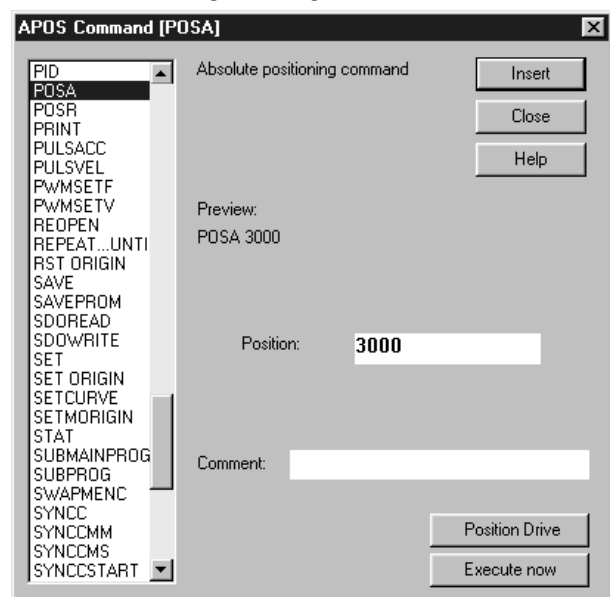 APOS Command [POSA]
PID
POSA
POSR
PRINT
PULSACC
PULSVEL
PWMSETF
PWMSETV
REOPEN
REPEAT...UNTI
RST ORIGIN
SAVE
SAVEPROM
SDOREAD
SDOWRITE
SET
SET ORIGIN
SETCURVE
SETMORIGIN
STAT
SUBMAINPROG
SUBPROG
SWAPMENC
SYNCC
SYNCCMM
SYNCCMS
SYNCCSTART
Absolute positioning command
Insert
Close
Help
Preview:
POSA 3000
Position: 3000
Comment:
Position Drive
Execute now